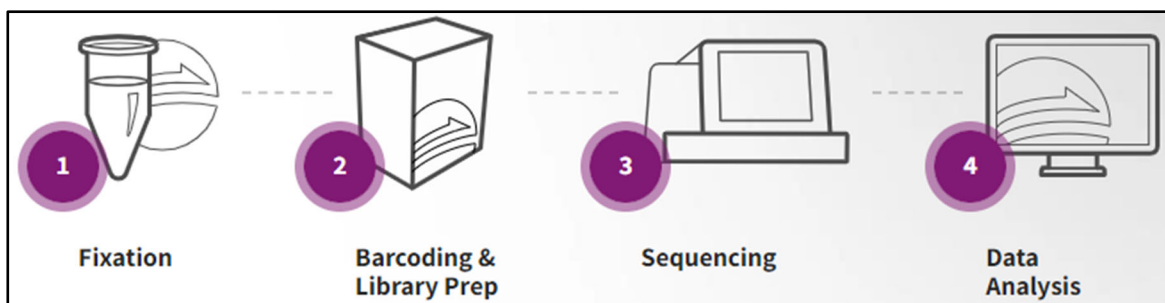 1
2
3
4
Fixation
Barcoding &
Library Prep
Sequencing
Data
Analysis